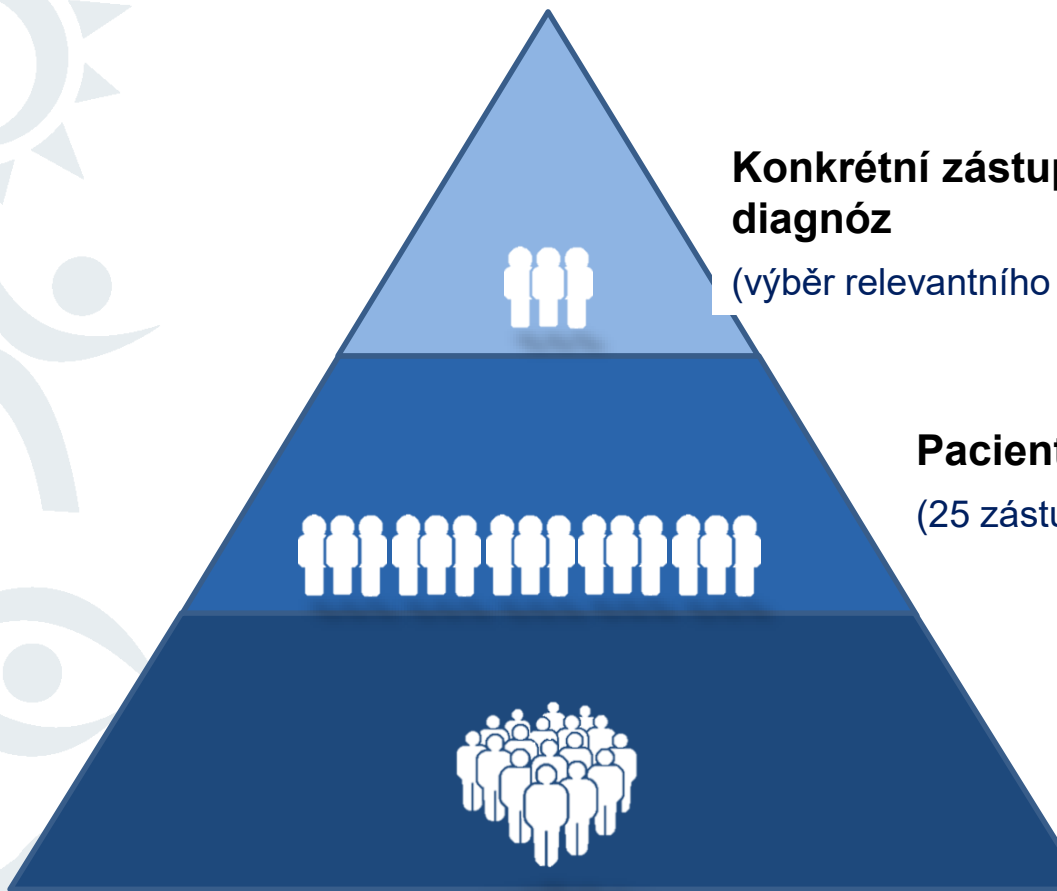 Konkrétní zástup
diagnóz
(výběr relevantního
Pacient
(25 zástu